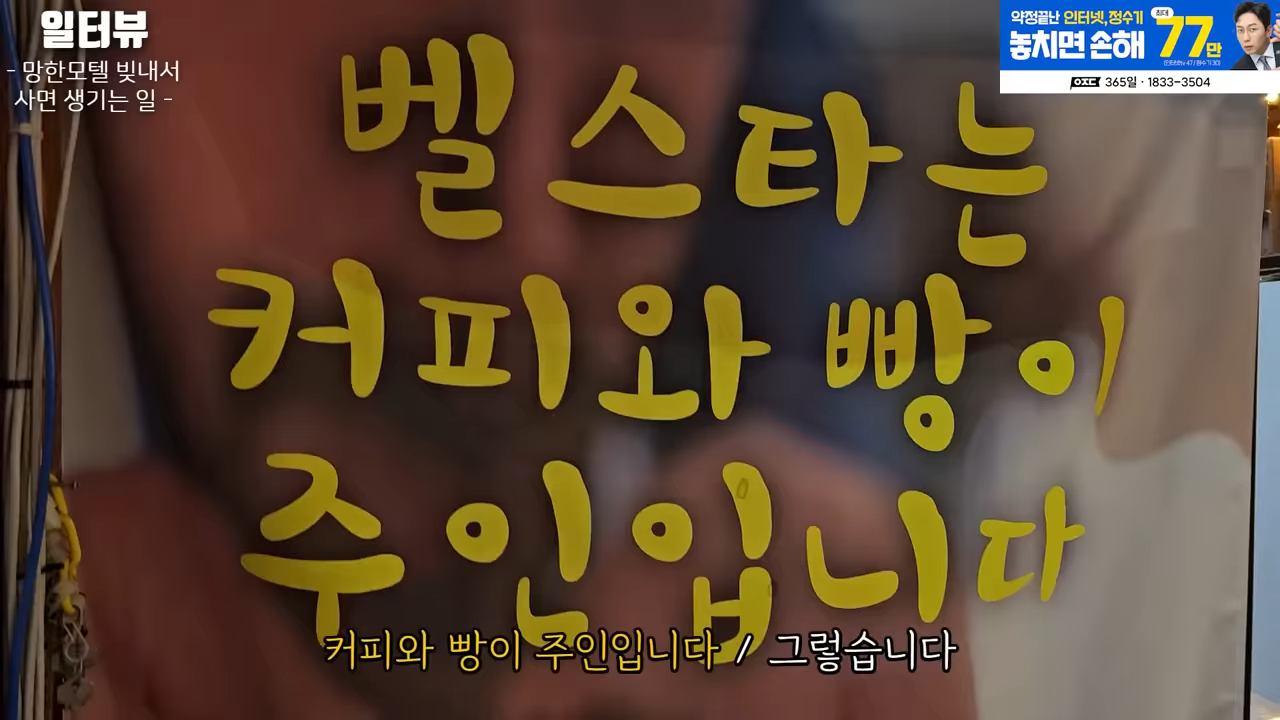 일터뷰
- 망한모텔 빚내서
사면 생기는 일 -
약정끝난 인터넷, 정수기
놓치면 손해
최대
77만
365일 · 1833-3504
벨스타는
커피와 빵이
주인입니다
커피와 빵이 주인입니다 / 그렇습니다